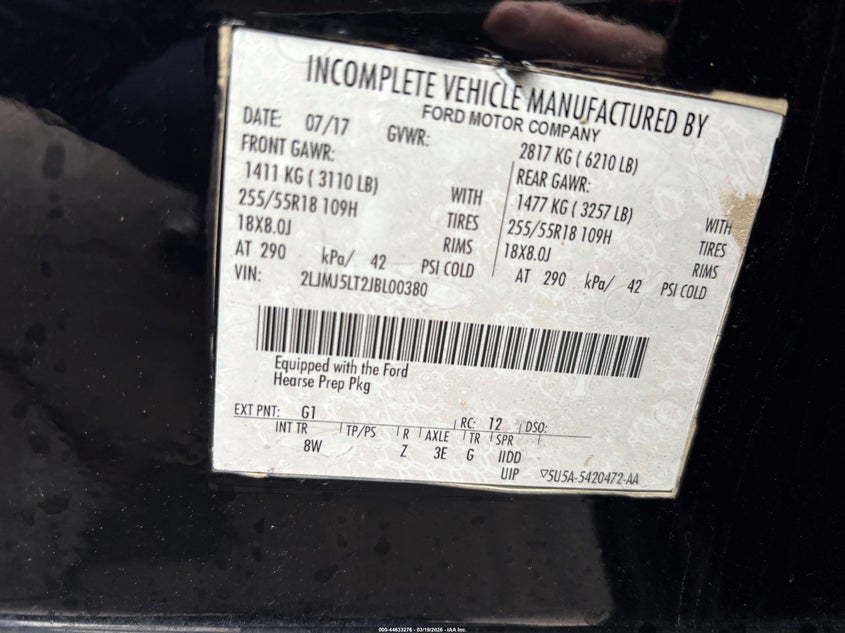 INCOMPLETE VEHICLE MANUFACTURED BY
FORD MOTOR COMPANY
DATE: 07/17 GVWR: 2817 KG ( 6210 LB)
FRONT GAWR: REAR GAWR:
1411 KG ( 3110 LB) WITH 1477 KG ( 3257 LB) WITH
255/55R18 109H TIRES 255/55R18 109H TIRES
18X8.0J RIMS 18X8.0J RIMS
AT 290 kPa/ 42 PSI COLD AT 290 kPa/ 42 PSI COLD
VIN: 2LJMJ5LT2JBL00380
Equipped with the Ford
Hearse Prep Pkg
EXT PNT: G1 RC: 12 DSO:
INT TR TP/PS R AXLE TR SPR
8W Z 3E G IIDD
UIP ▽5U5A-5420472-AA
000-44633276 - 03/19/2026 - IAA Inc.